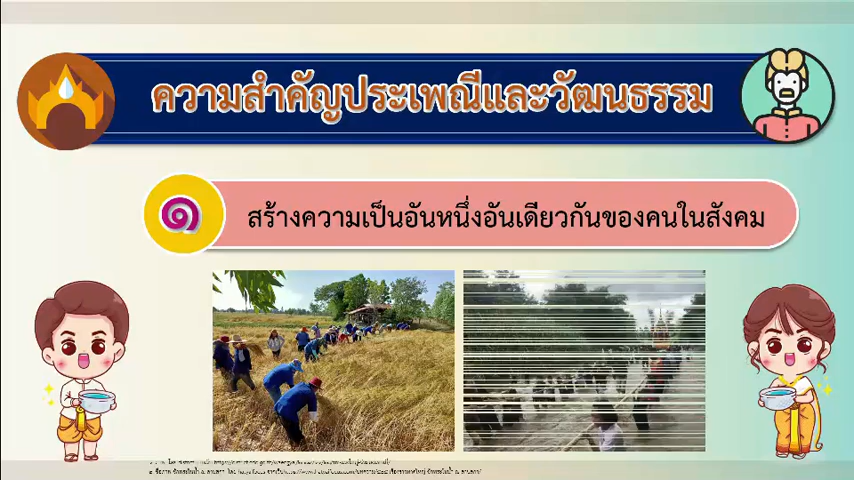 ความสำคัญประเพณีและวัฒนธรรม
๑
สร้างความเป็นอันหนึ่งอันเดียวกันของคนในสังคม